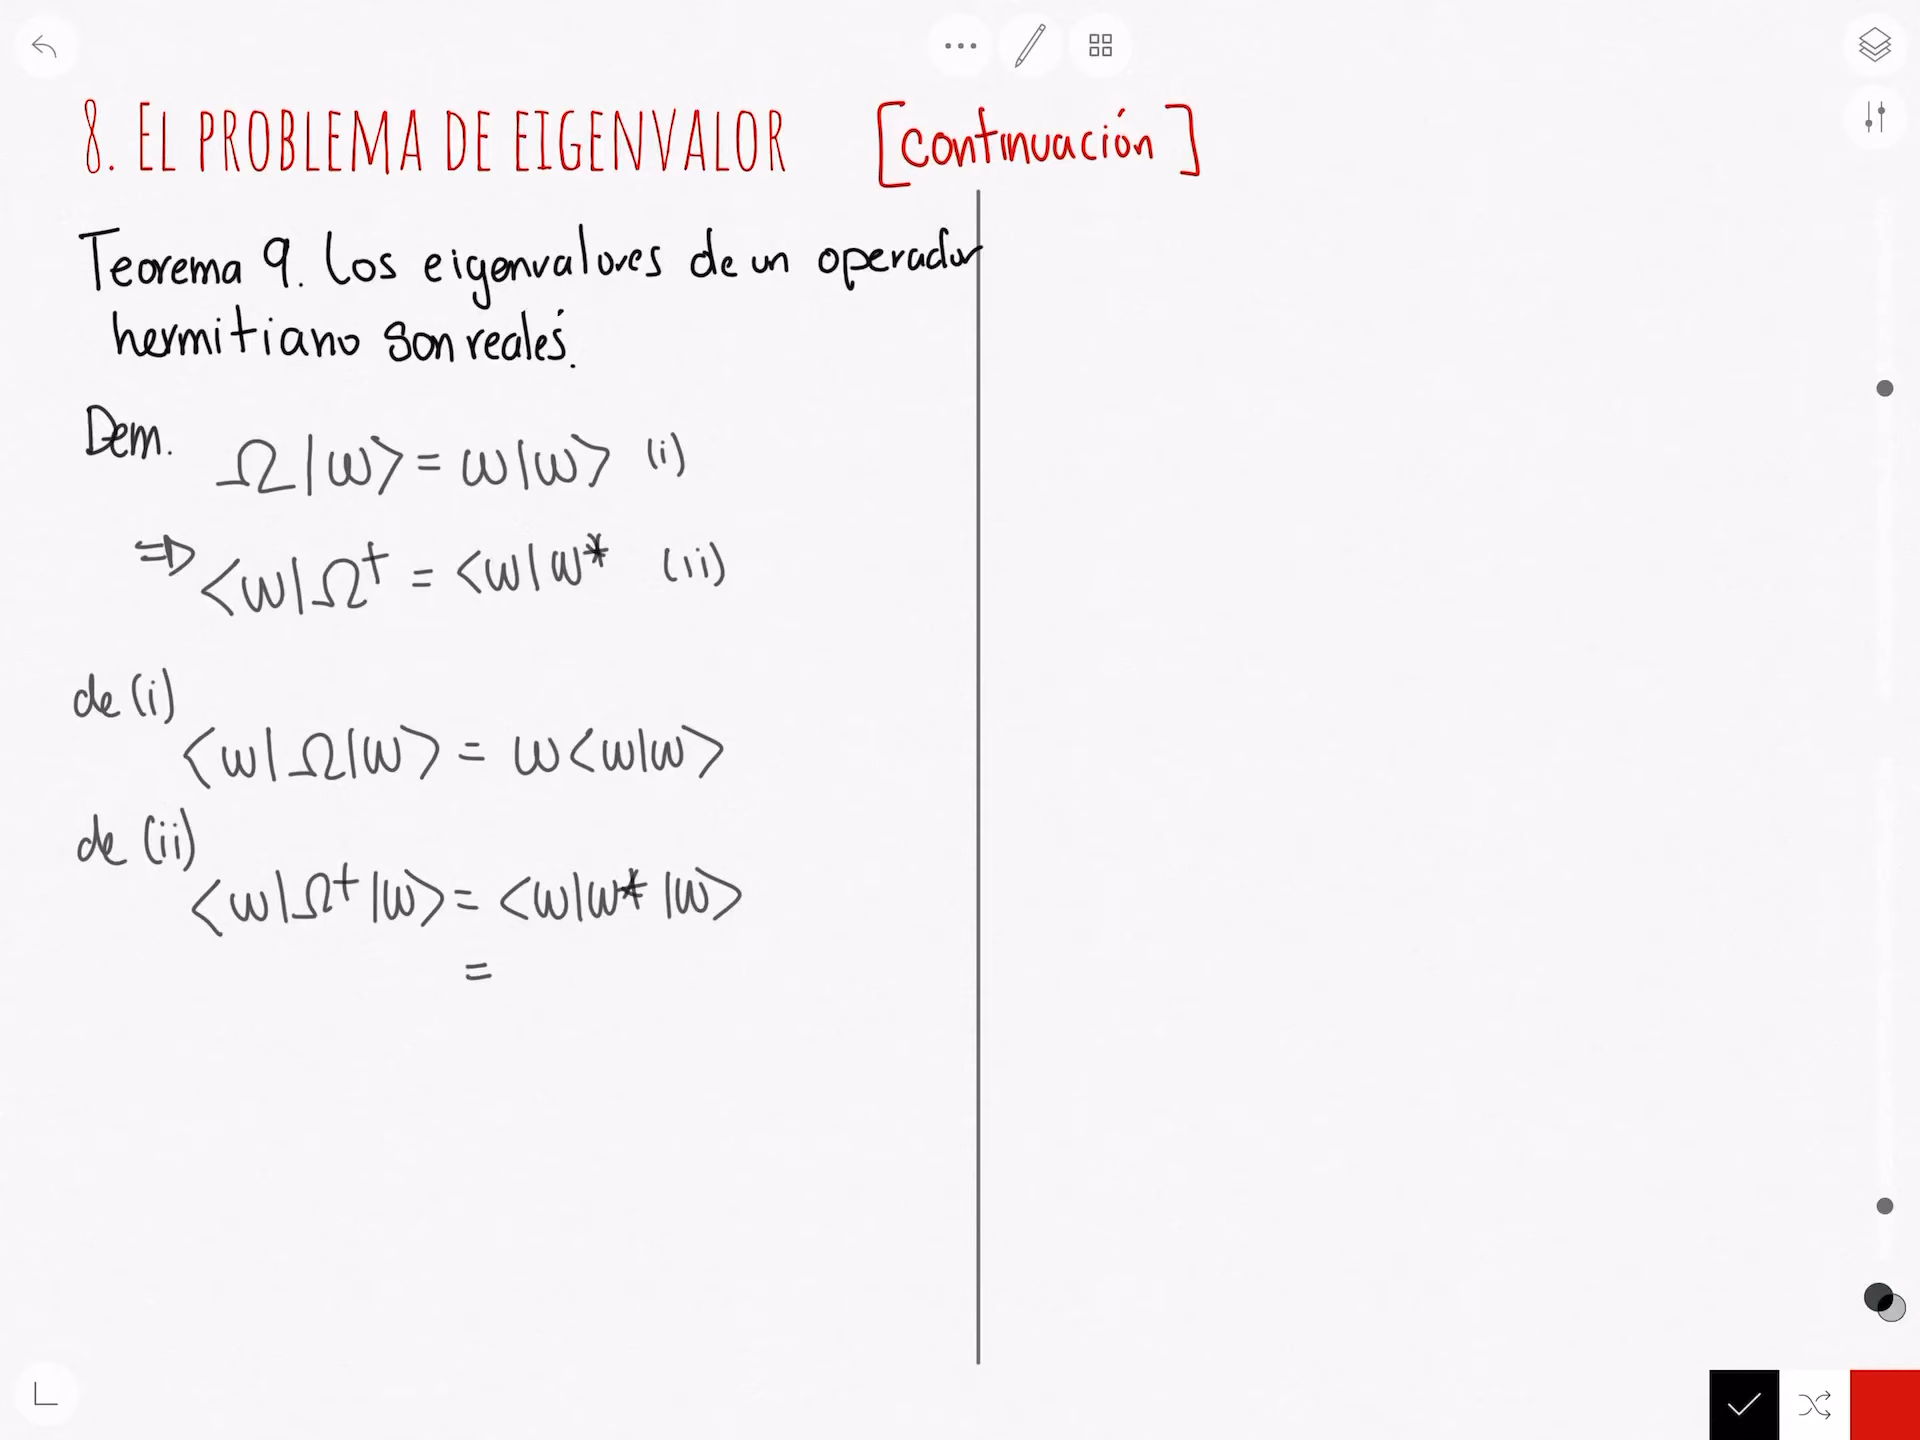 8. EL PROBLEMA DE EIGENVALOR [continuación]
Teorema 9. Los eigenvalores de un operador
hermitiano son reales.
Dem.
Ω|ω> = ω|ω> (i)
⇒ <ω|Ω† = <ω|ω* (ii)
de (i)
<ω|Ω|ω> = ω<ω|ω>
de (ii)
<ω|Ω†|ω> = <ω|ω*|ω>
=